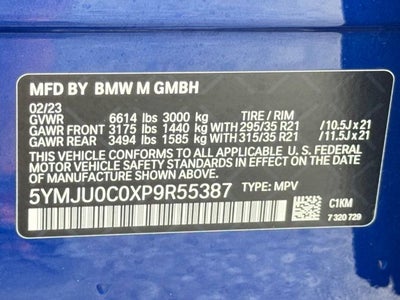 MFD BY BMW M GMBH
02/23
GVWR 6614 lbs 3000 kg TIRE / RIM
GAWR FRONT 3175 lbs 1440 kg WITH 295/35 R21 /10.5J x 21
GAWR REAR 3494 lbs 1585 kg WITH 315/35 R21 /11.5J x 21
THIS VEHICLE CONFORMS TO ALL APPLICABLE U.S. FEDERAL
MOTOR VEHICLE SAFETY STANDARDS IN EFFECT ON THE DATE
OF MANUFACTURE SHOWN ABOVE.
5YMJU0C0XP9R55387 TYPE: MPV
C1KM
7 320 729